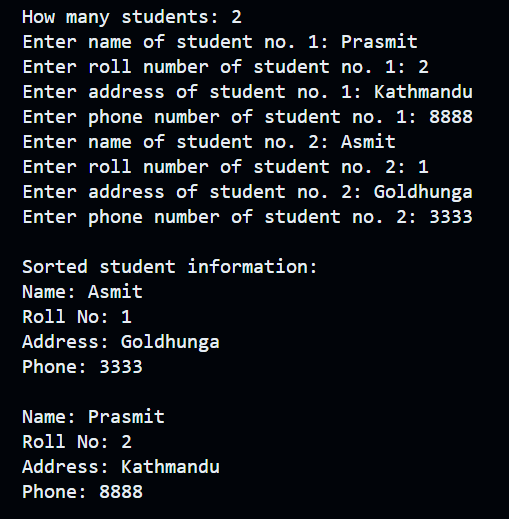 How many students: 2
Enter name of student no. 1: Prasmit
Enter roll number of student no. 1: 2
Enter address of student no. 1: Kathmandu
Enter phone number of student no. 1: 8888
Enter name of student no. 2: Asmit
Enter roll number of student no. 2: 1
Enter address of student no. 2: Goldhunga
Enter phone number of student no. 2: 3333

Sorted student information:
Name: Asmit
Roll No: 1
Address: Goldhunga
Phone: 3333

Name: Prasmit
Roll No: 2
Address: Kathmandu
Phone: 8888